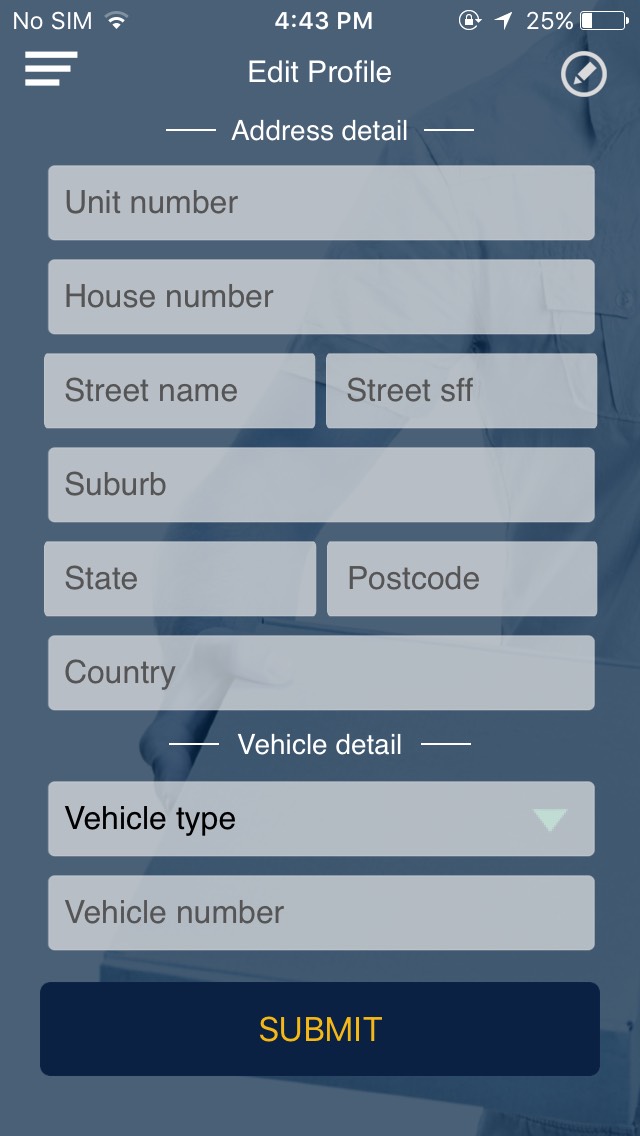 No SIM 4:43 PM 25%
Edit Profile
Address detail
Unit number
House number
Street name Street sff
Suburb
State Postcode
Country
Vehicle detail
Vehicle type
Vehicle number
SUBMIT